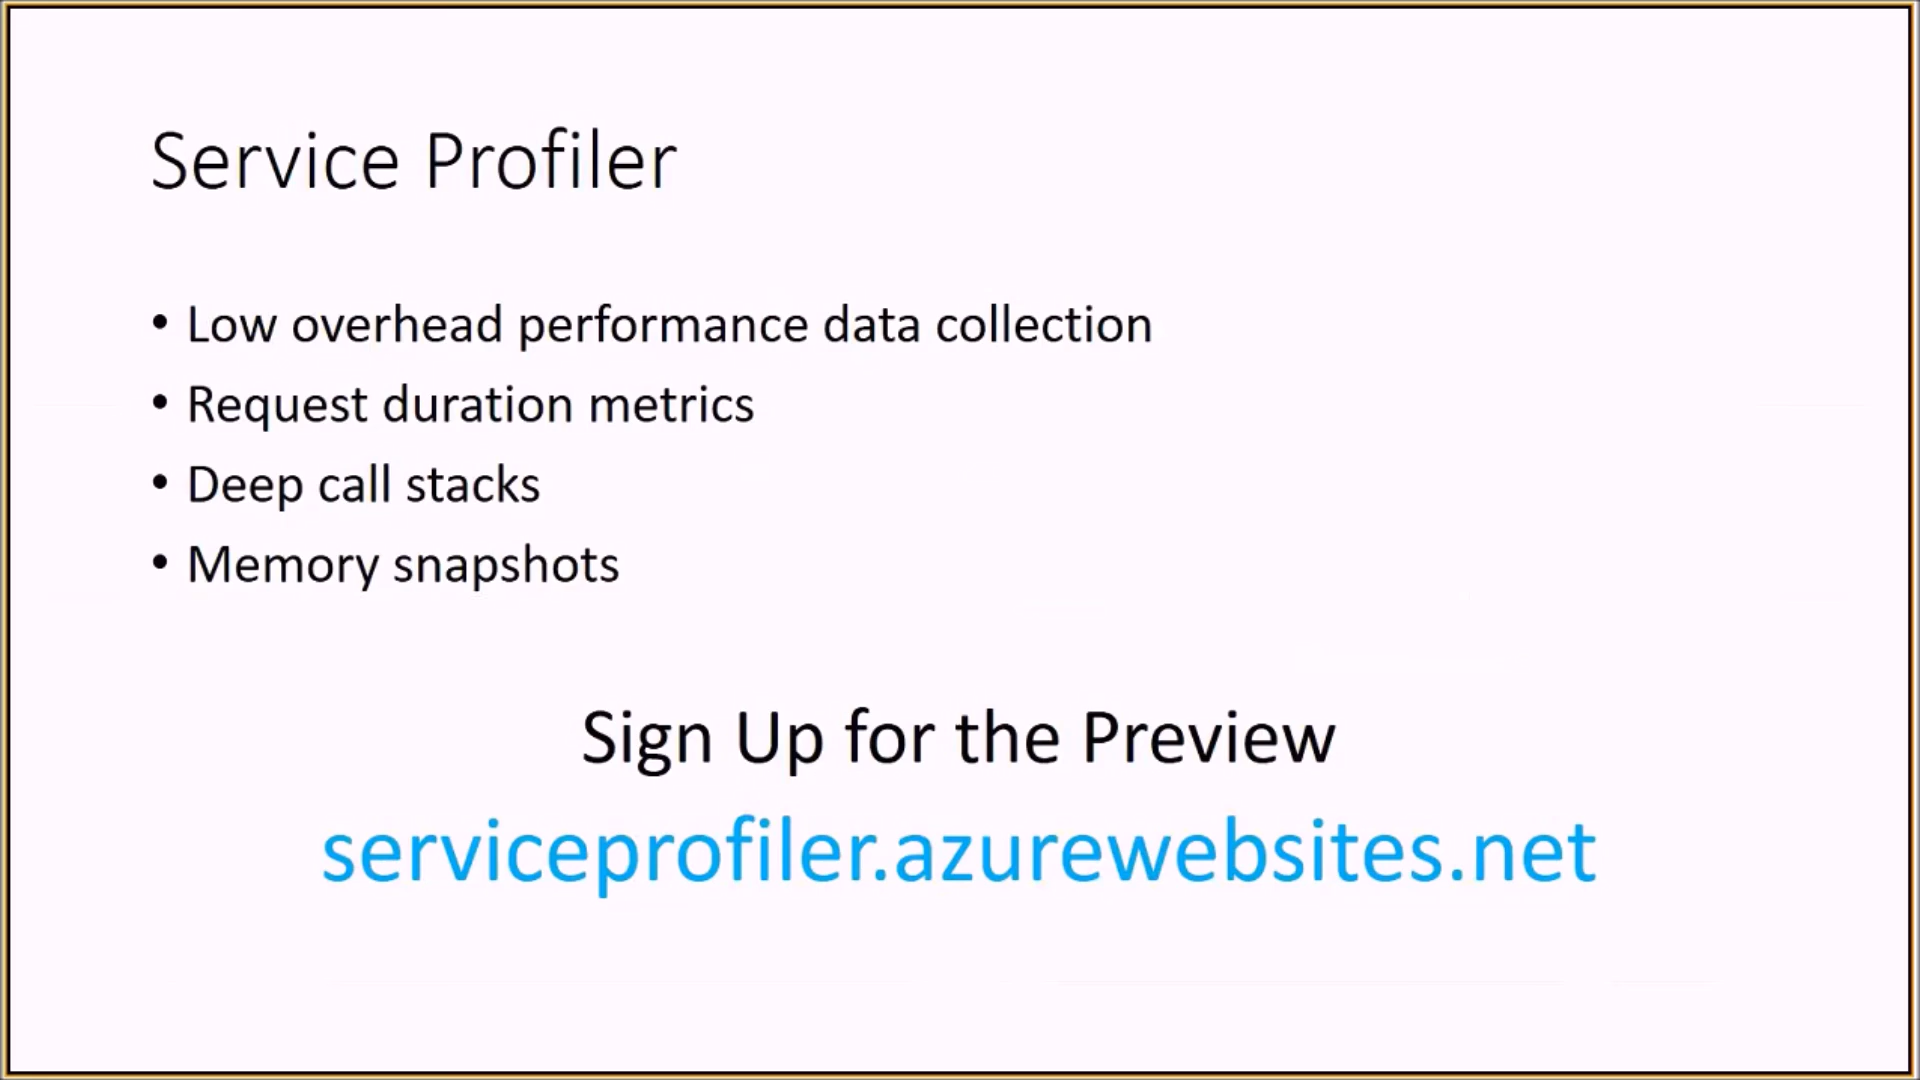 Service Profiler
• Low overhead performance data collection
• Request duration metrics
• Deep call stacks
• Memory snapshots
Sign Up for the Preview
serviceprofiler.azurewebsites.net